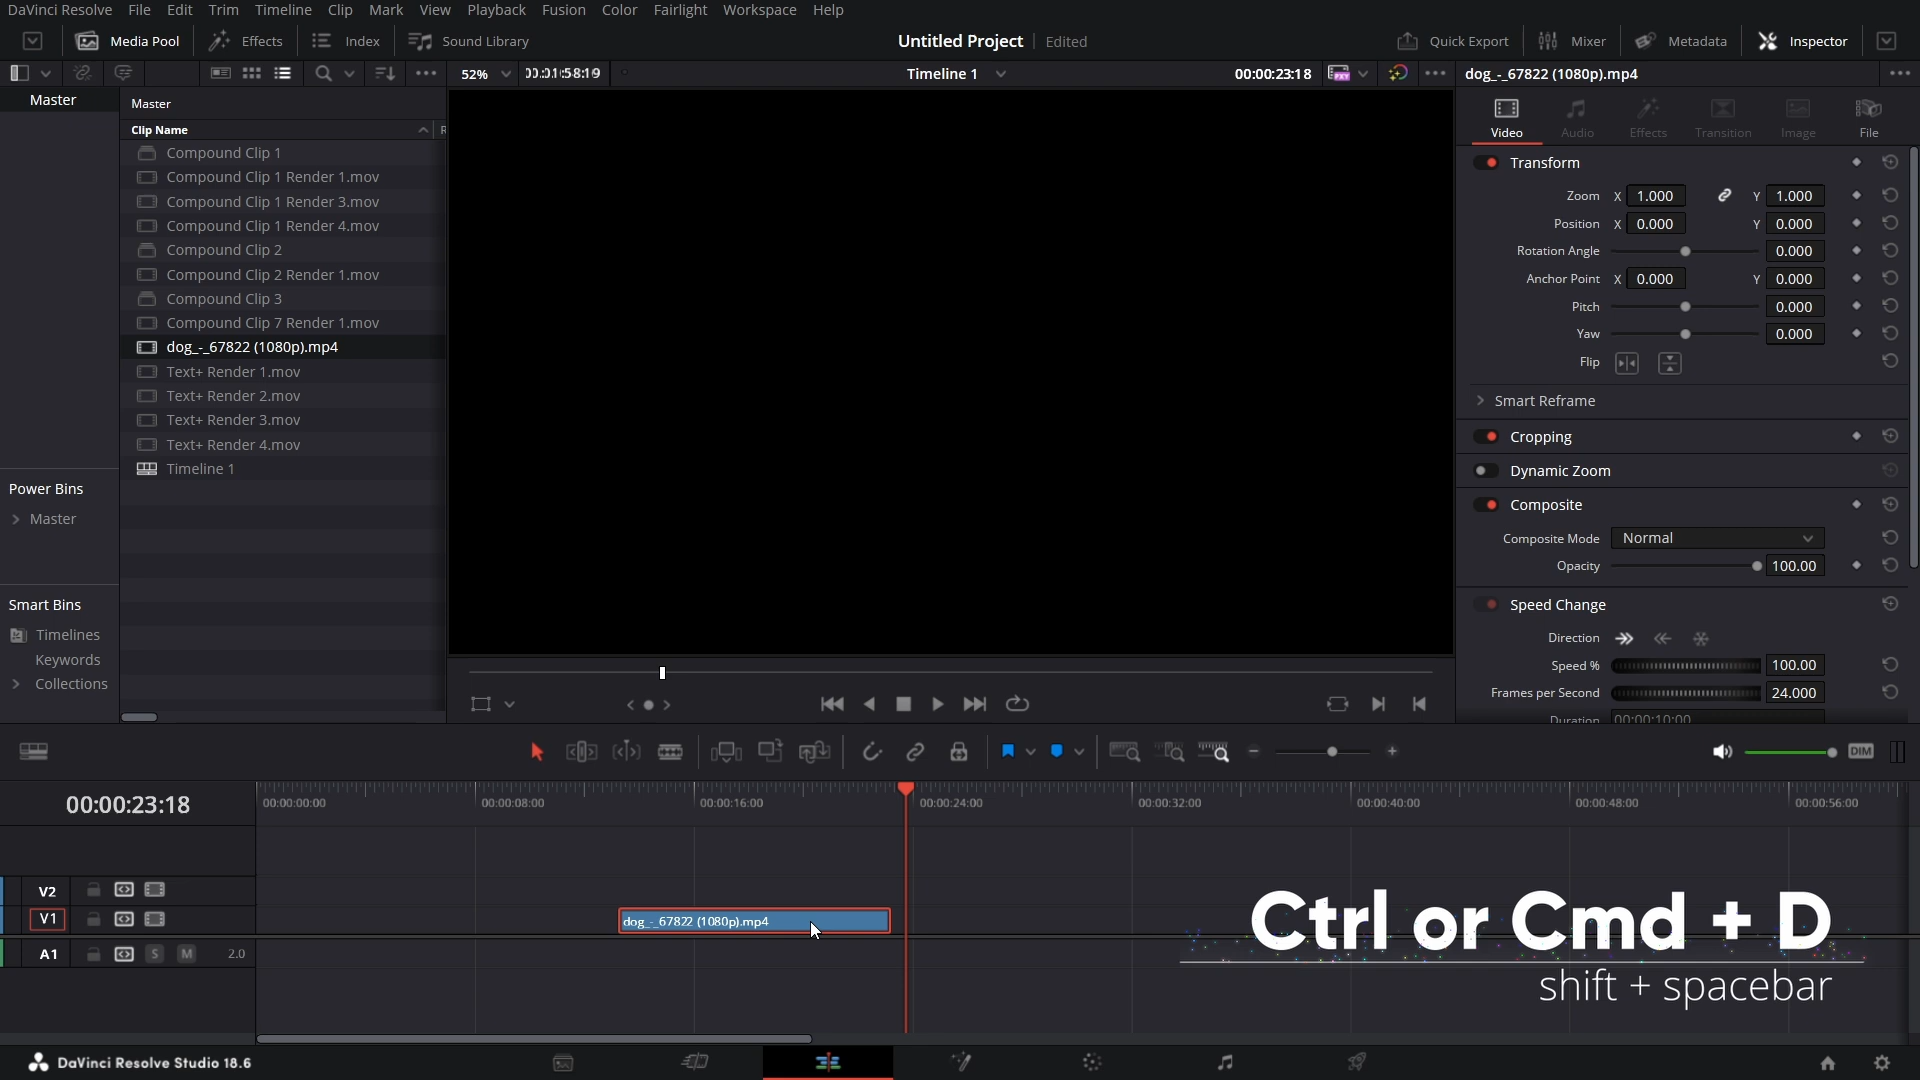 DaVinci Resolve File Edit Trim Timeline Clip Mark View Playback Fusion Color Fairlight Workspace Help
Media Pool Effects Index Sound Library Untitled Project Edited Quick Export Mixer Metadata Inspector
52% 00:01:58:19 Timeline 1 00:00:23:18 dog_-_67822 (1080p).mp4
Master
Master
Clip Name R
Compound Clip 1
Compound Clip 1 Render 1.mov
Compound Clip 1 Render 3.mov
Compound Clip 1 Render 4.mov
Compound Clip 2
Compound Clip 2 Render 1.mov
Compound Clip 3
Compound Clip 7 Render 1.mov
dog_-_67822 (1080p).mp4
Text+ Render 1.mov
Text+ Render 2.mov
Text+ Render 3.mov
Text+ Render 4.mov
Timeline 1
Power Bins
Master
Smart Bins
Timelines
Keywords
Collections
Video Audio Effects Transition Image File
Transform
Zoom X 1.000 Y 1.000
Position X 0.000 Y 0.000
Rotation Angle 0.000
Anchor Point X 0.000 Y 0.000
Pitch 0.000
Yaw 0.000
Flip
Smart Reframe
Cropping
Dynamic Zoom
Composite
Composite Mode Normal
Opacity 100.00
Speed Change
Direction
Speed % 100.00
Frames per Second 24.000
Duration 00:00:10:00
DIM
00:00:23:18 00:00:00:00 00:00:08:00 00:00:16:00 00:00:24:00 00:00:32:00 00:00:40:00 00:00:48:00 00:00:56:00
V2
V1 dog_-_67822 (1080p).mp4
A1 S M 2.0
Ctrl or Cmd + D
shift + spacebar
DaVinci Resolve Studio 18.6